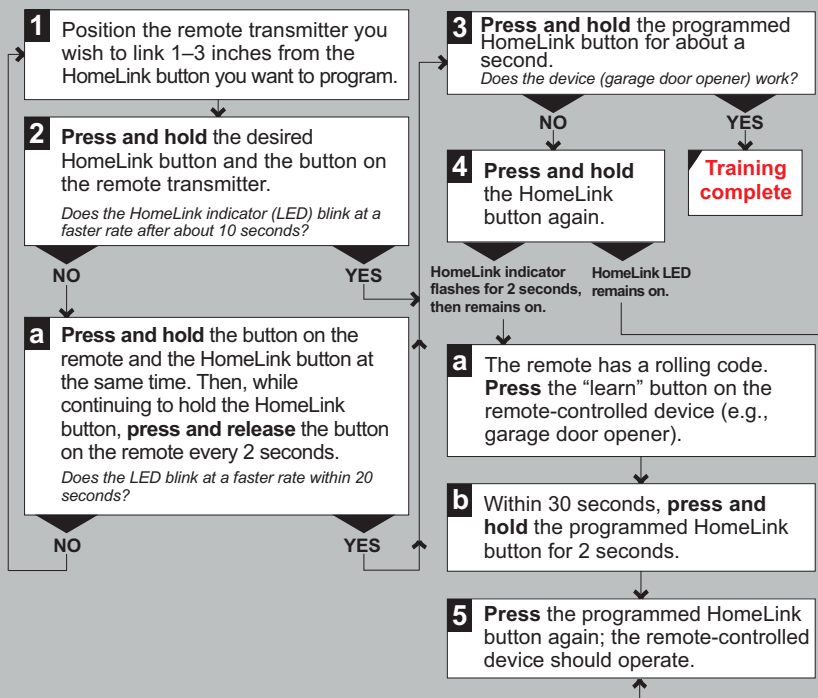 1 Position the remote transmitter you
wish to link 1–3 inches from the
HomeLink button you want to program.
2 Press and hold the desired
HomeLink button and the button on
the remote transmitter.
Does the HomeLink indicator (LED) blink at a
faster rate after about 10 seconds?
NO YES
a Press and hold the button on the
remote and the HomeLink button at
the same time. Then, while
continuing to hold the HomeLink
button, press and release the button
on the remote every 2 seconds.
Does the LED blink at a faster rate within 20
seconds?
NO YES
3 Press and hold the programmed
HomeLink button for about a
second.
Does the device (garage door opener) work?
NO YES
4 Press and hold
the HomeLink
button again.
Training
complete
HomeLink indicator
flashes for 2 seconds,
then remains on.
HomeLink LED
remains on.
a The remote has a rolling code.
Press the “learn” button on the
remote-controlled device (e.g.,
garage door opener).
b Within 30 seconds, press and
hold the programmed HomeLink
button for 2 seconds.
5 Press the programmed HomeLink
button again; the remote-controlled
device should operate.